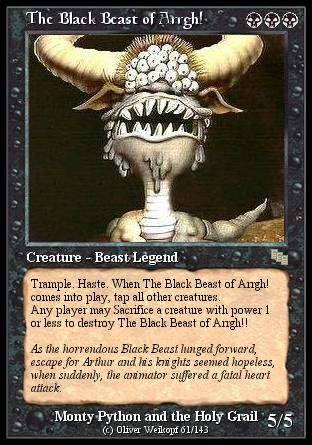 The Black Beast of Arrgh!
Creature - Beast Legend
Trample. Haste. When The Black Beast of Arrgh!
comes into play, tap all other creatures.
Any player may Sacrifice a creature with power 1
or less to destroy The Black Beast of Arrgh!!
As the horrendous Black Beast lunged forward,
escape for Arthur and his knights seemed hopeless,
when suddenly, the animator suffered a fatal heart
attack.
Monty Python and the Holy Grail
5/5
(c) Oliver Weikopf 61/143